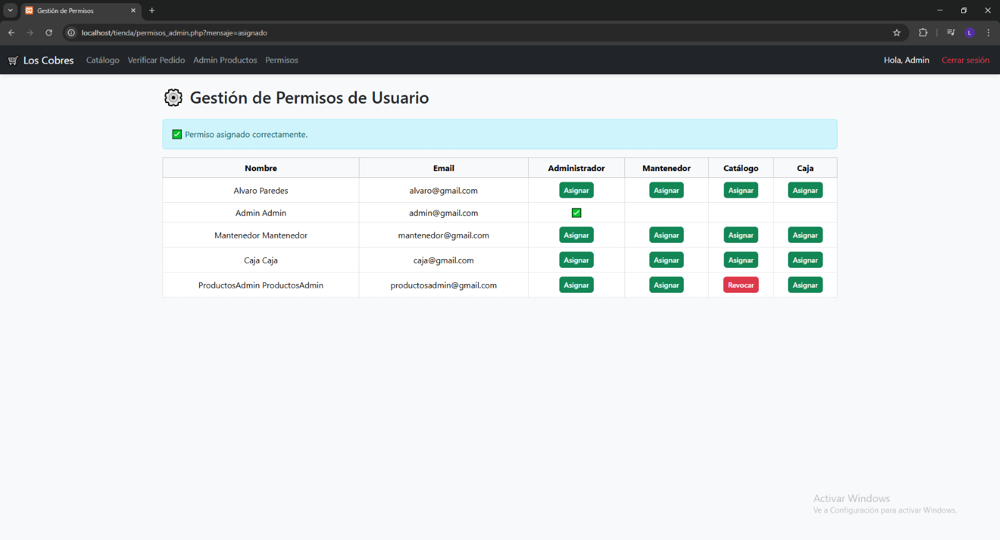 Gestión de Permisos
localhost/tienda/permisos_admin.php?mensaje=asignado
L
Los Cobres Catálogo Verificar Pedido Admin Productos Permisos Hola, Admin Cerrar sesión
Gestión de Permisos de Usuario
Permiso asignado correctamente.
Nombre Email Administrador Mantenedor Catálogo Caja
Alvaro Paredes alvaro@gmail.com Asignar Asignar Asignar Asignar
Admin Admin admin@gmail.com
Mantenedor Mantenedor mantenedor@gmail.com Asignar Asignar Asignar Asignar
Caja Caja caja@gmail.com Asignar Asignar Asignar Asignar
ProductosAdmin ProductosAdmin productosadmin@gmail.com Asignar Asignar Revocar Asignar
Activar Windows
Ve a Configuración para activar Windows.